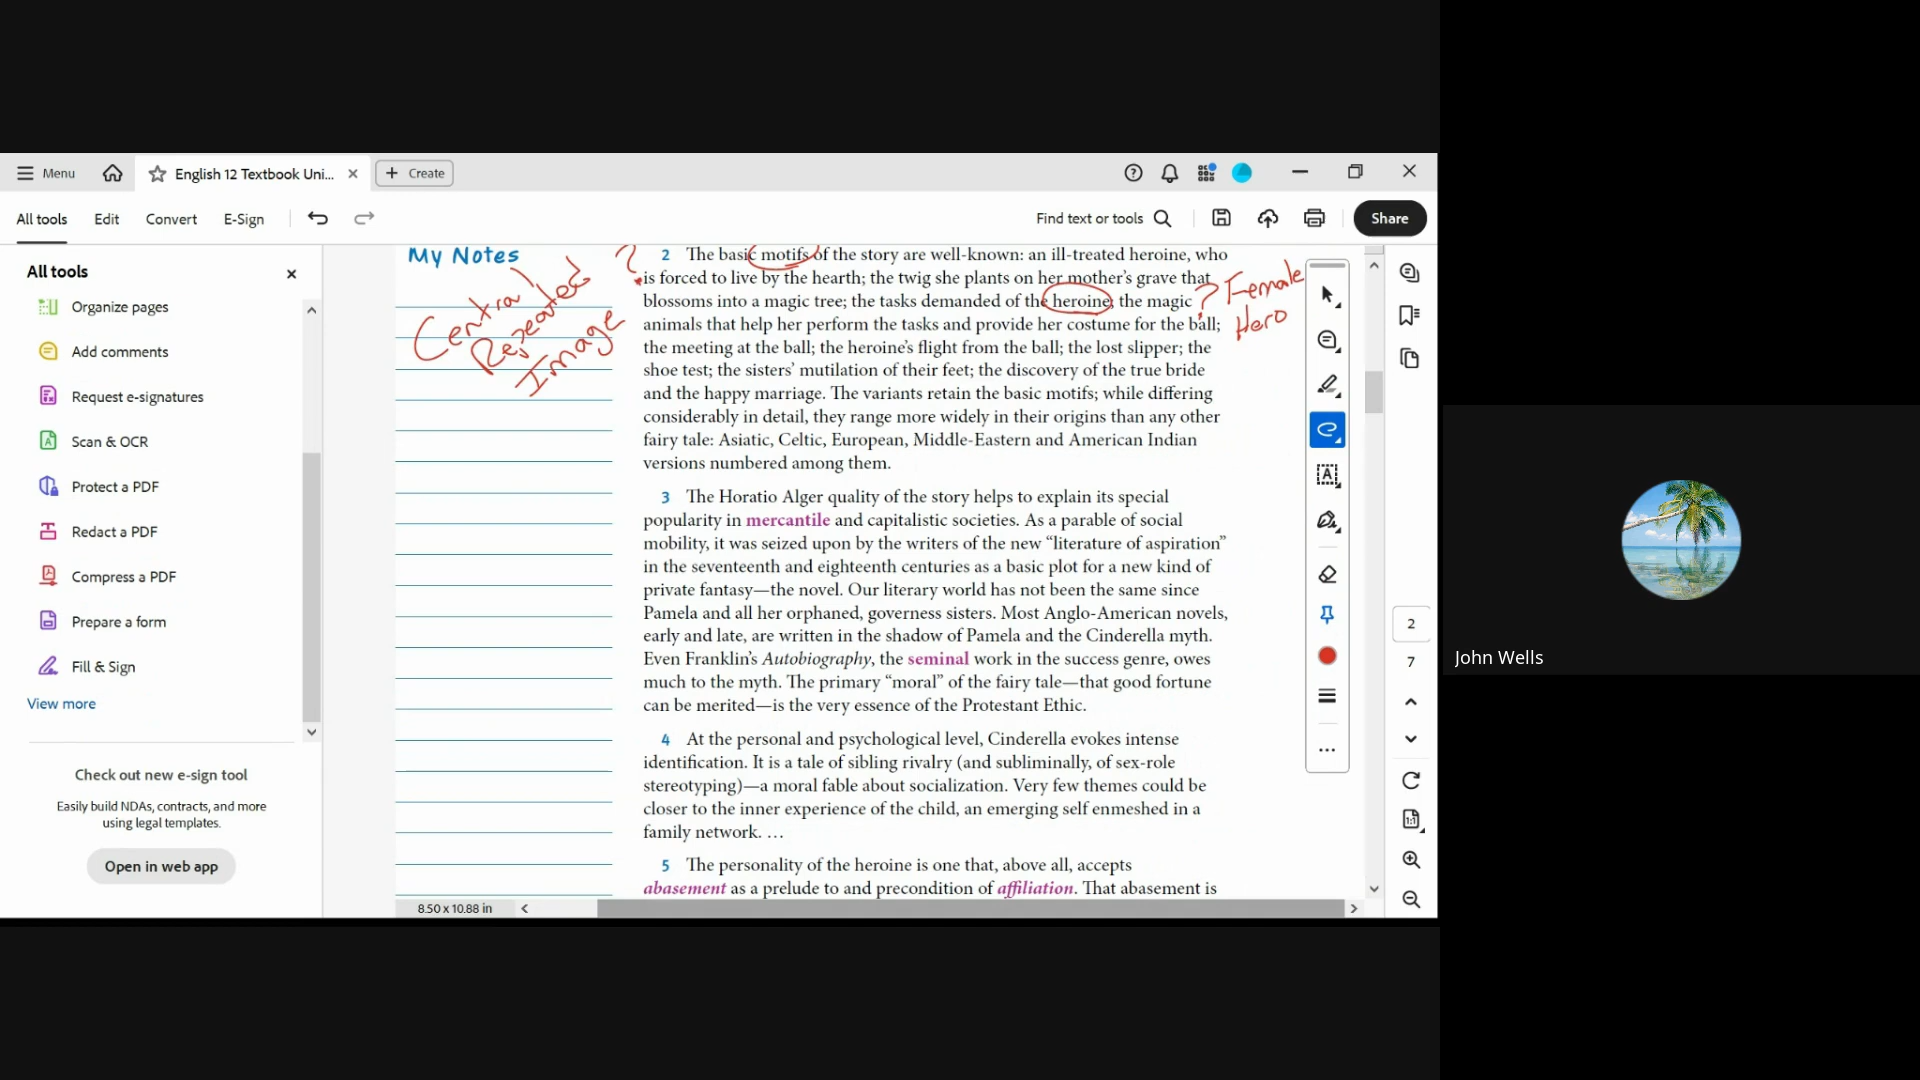 Menu
English 12 Textbook Uni...
Create
All tools
Edit
Convert
E-Sign
Find text or tools
Share
All tools
Organize pages
Add comments
Request e-signatures
Scan & OCR
Protect a PDF
Redact a PDF
Compress a PDF
Prepare a form
Fill & Sign
View more
Check out new e-sign tool
Easily build NDAs, contracts, and more
using legal templates.
Open in web app
My Notes
Central
Repeated
Image
?
2 The basic motifs of the story are well-known: an ill-treated heroine, who
is forced to live by the hearth; the twig she plants on her mother's grave that
blossoms into a magic tree; the tasks demanded of the heroine; the magic
animals that help her perform the tasks and provide her costume for the ball;
the meeting at the ball; the heroine's flight from the ball; the lost slipper; the
shoe test; the sisters' mutilation of their feet; the discovery of the true bride
and the happy marriage. The variants retain the basic motifs; while differing
considerably in detail, they range more widely in their origins than any other
fairy tale: Asiatic, Celtic, European, Middle-Eastern and American Indian
versions numbered among them.
? Female
Hero
3 The Horatio Alger quality of the story helps to explain its special
popularity in mercantile and capitalistic societies. As a parable of social
mobility, it was seized upon by the writers of the new “literature of aspiration”
in the seventeenth and eighteenth centuries as a basic plot for a new kind of
private fantasy—the novel. Our literary world has not been the same since
Pamela and all her orphaned, governess sisters. Most Anglo-American novels,
early and late, are written in the shadow of Pamela and the Cinderella myth.
Even Franklin's Autobiography, the seminal work in the success genre, owes
much to the myth. The primary “moral” of the fairy tale—that good fortune
can be merited—is the very essence of the Protestant Ethic.
4 At the personal and psychological level, Cinderella evokes intense
identification. It is a tale of sibling rivalry (and subliminally, of sex-role
stereotyping)—a moral fable about socialization. Very few themes could be
closer to the inner experience of the child, an emerging self enmeshed in a
family network. …
5 The personality of the heroine is one that, above all, accepts
abasement as a prelude to and precondition of affiliation. That abasement is
8.50 x 10.88 in
2
7
1:1
John Wells